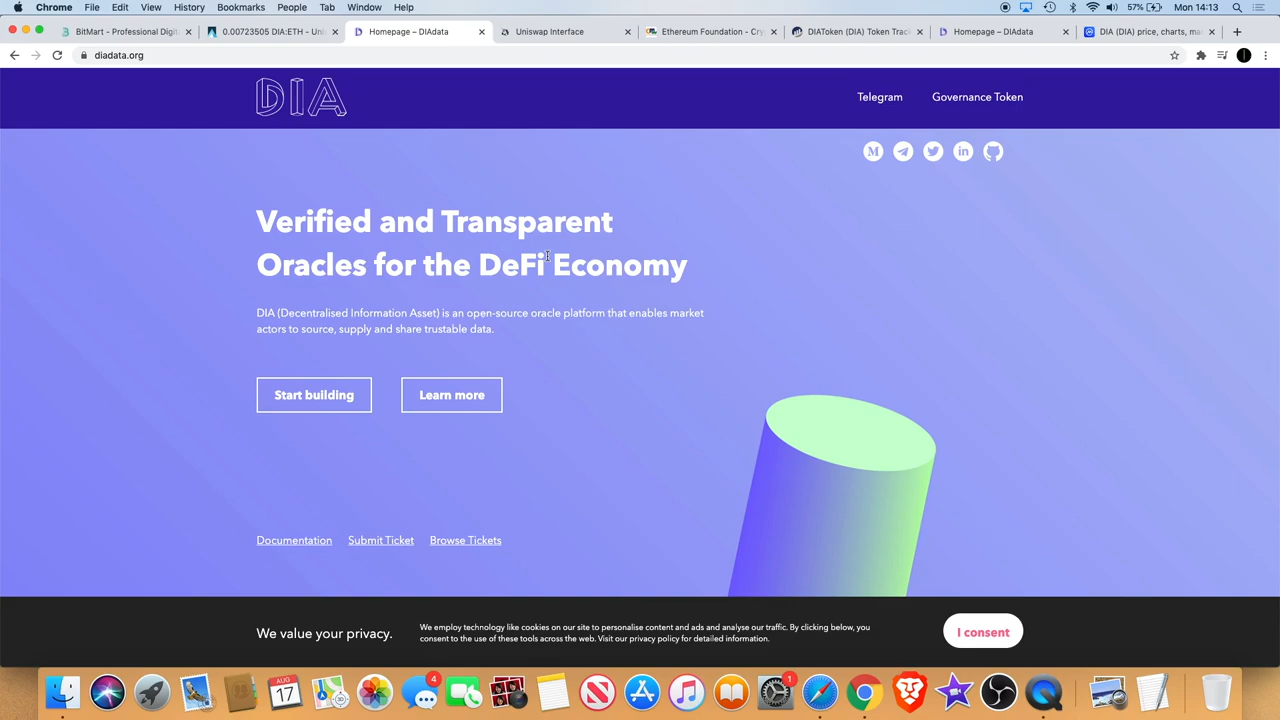 Chrome File Edit View History Bookmarks People Tab Window Help 57% Mon 14:13
BitMart - Professional Digit 0.00723505 DIA:ETH - Uni Homepage – DIAdata Uniswap Interface Ethereum Foundation - Cry DIAToken (DIA) Token Track Homepage – DIAdata DIA (DIA) price, charts, ma
diadata.org
DIA Telegram Governance Token
Verified and Transparent
Oracles for the DeFi Economy
DIA (Decentralised Information Asset) is an open-source oracle platform that enables market
actors to source, supply and share trustable data.
Start building Learn more
Documentation Submit Ticket Browse Tickets
We value your privacy.
We employ technology like cookies on our site to personalise content and ads and analyse our traffic. By clicking below, you
consent to the use of these tools across the web. Visit our privacy policy for detailed information.
I consent
4
AUG
17
1